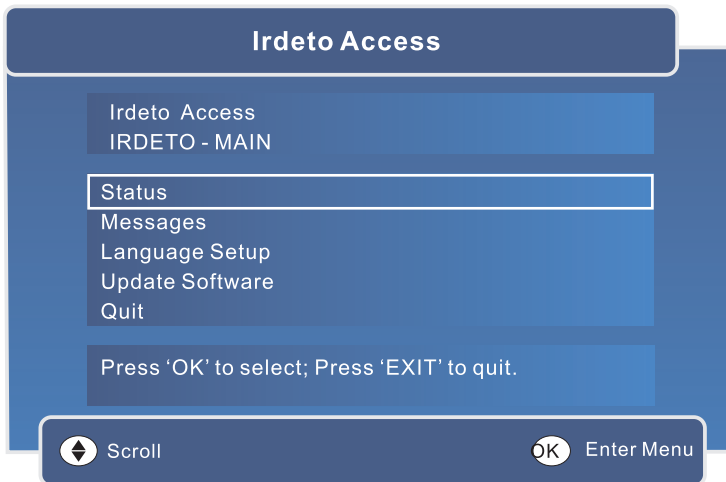 Irdeto Access
Irdeto Access
IRDETO - MAIN
Status
Messages
Language Setup
Update Software
Quit
Press ‘OK’ to select; Press ‘EXIT’ to quit.
Scroll
OK Enter Menu